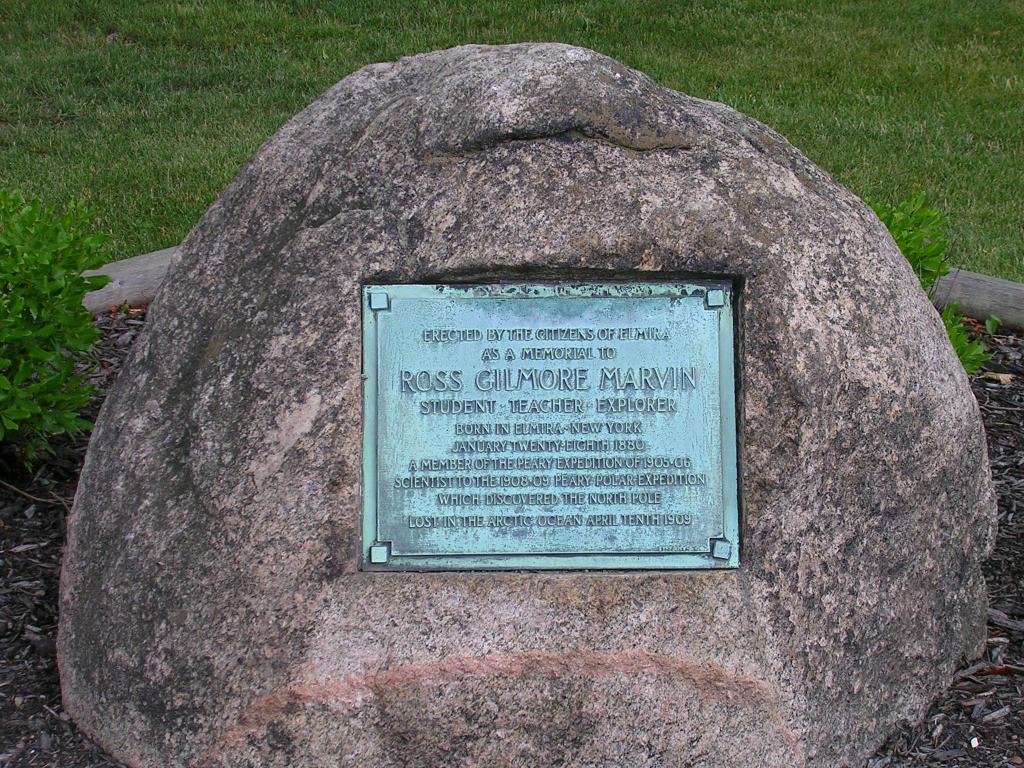 ERECTED BY THE CITIZENS OF ELMIRA
AS A MEMORIAL TO
ROSS GILMORE MARVIN
STUDENT · TEACHER · EXPLORER
BORN IN ELMIRA · NEW YORK
JANUARY TWENTY-EIGHTH 1880
A MEMBER OF THE PEARY EXPEDITION OF 1905-06
SCIENTIST TO THE 1908-09 PEARY POLAR EXPEDITION
WHICH DISCOVERED THE NORTH POLE
LOST IN THE ARCTIC OCEAN APRIL TENTH 1909